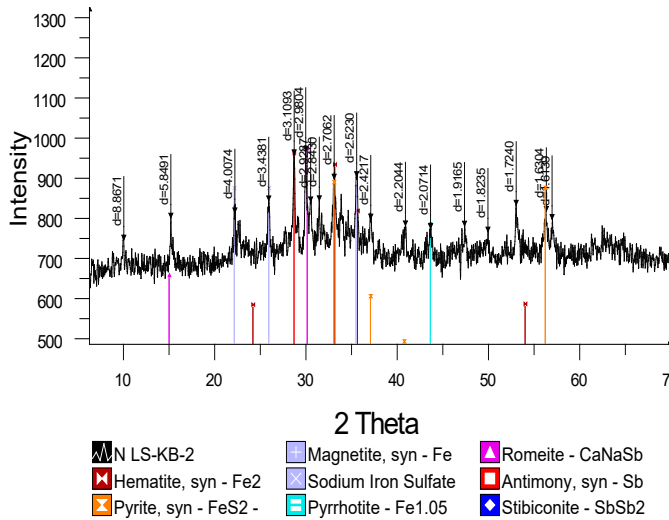 1300
1200
1100
1000
900
800
700
600
500
Intensity
d=8.8671
d=5.8491
d=4.0074
d=3.4381
d=3.1093
d=2.9804
d=2.7062
d=2.5230
d=2.4217
d=2.2044
d=2.0714
d=1.9165
d=1.8235
d=1.7240
d=1.6304
10
20
30
40
50
60
2 Theta
N LS-KB-2
Magnetite, syn - Fe
Romeite - CaNaSb
Hematite, syn - Fe2
Sodium Iron Sulfate
Antimony, syn - Sb
Pyrite, syn - FeS2 -
Pyrrhotite - Fe1.05
Stibiconite - SbSb2